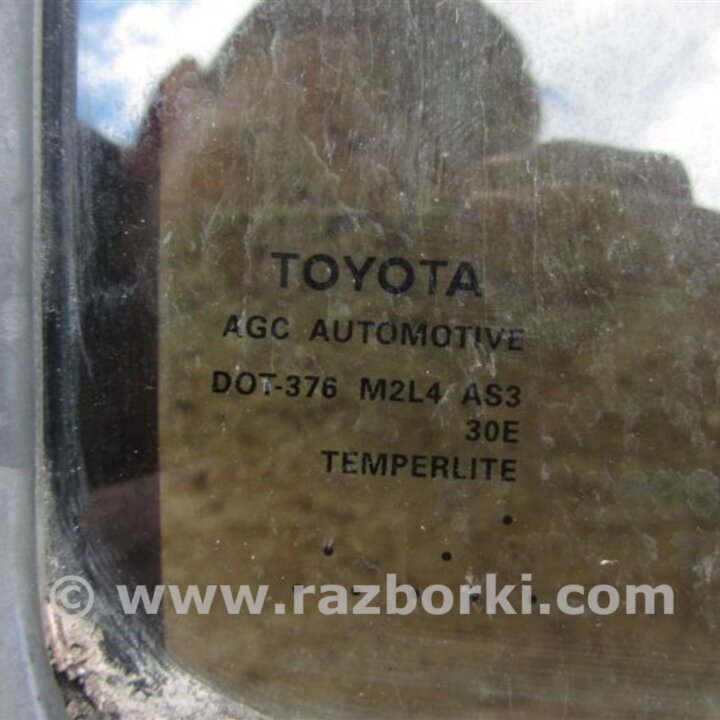 TOYOTA
AGC AUTOMOTIVE
DOT-376 M2L4 AS3
30E
TEMPERLITE
© www.razborki.com